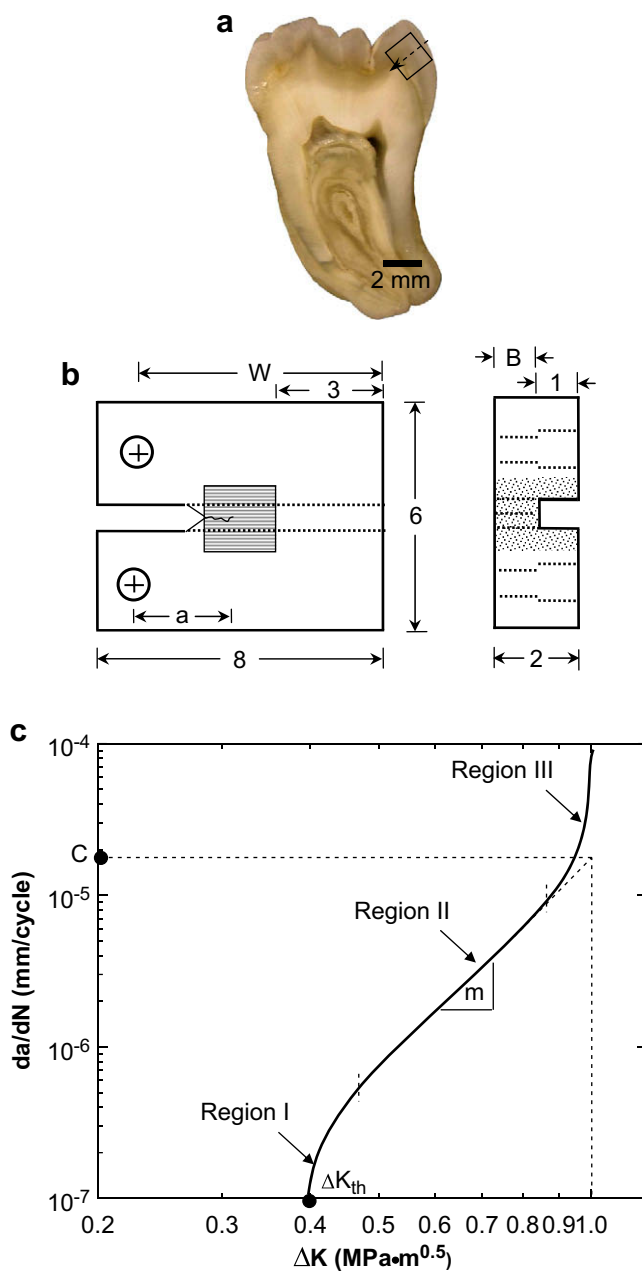 a
2 mm
b
W
3
6
a
8
B
1
2
c
10⁻⁴
10⁻⁵
10⁻⁶
10⁻⁷
C
da/dN (mm/cycle)
Region III
Region II
m
Region I
ΔKth
0.2 0.3 0.4 0.5 0.6 0.7 0.8 0.9 1.0
ΔK (MPa•m⁰·⁵)